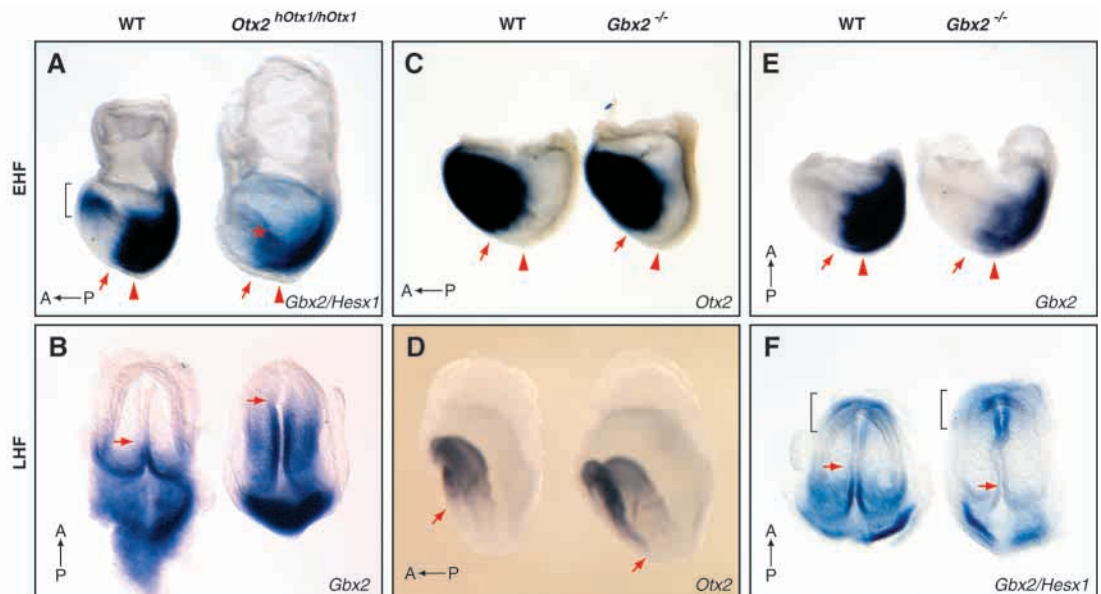 WT Otx2 hOtx1/hOtx1 WT Gbx2 -/- WT Gbx2 -/-
EHF
A
A P
Gbx2/Hesx1
C
A P
Otx2
E
A
P
Gbx2
LHF
B
A
P
Gbx2
D
A P
Otx2
F
A
P
Gbx2/Hesx1